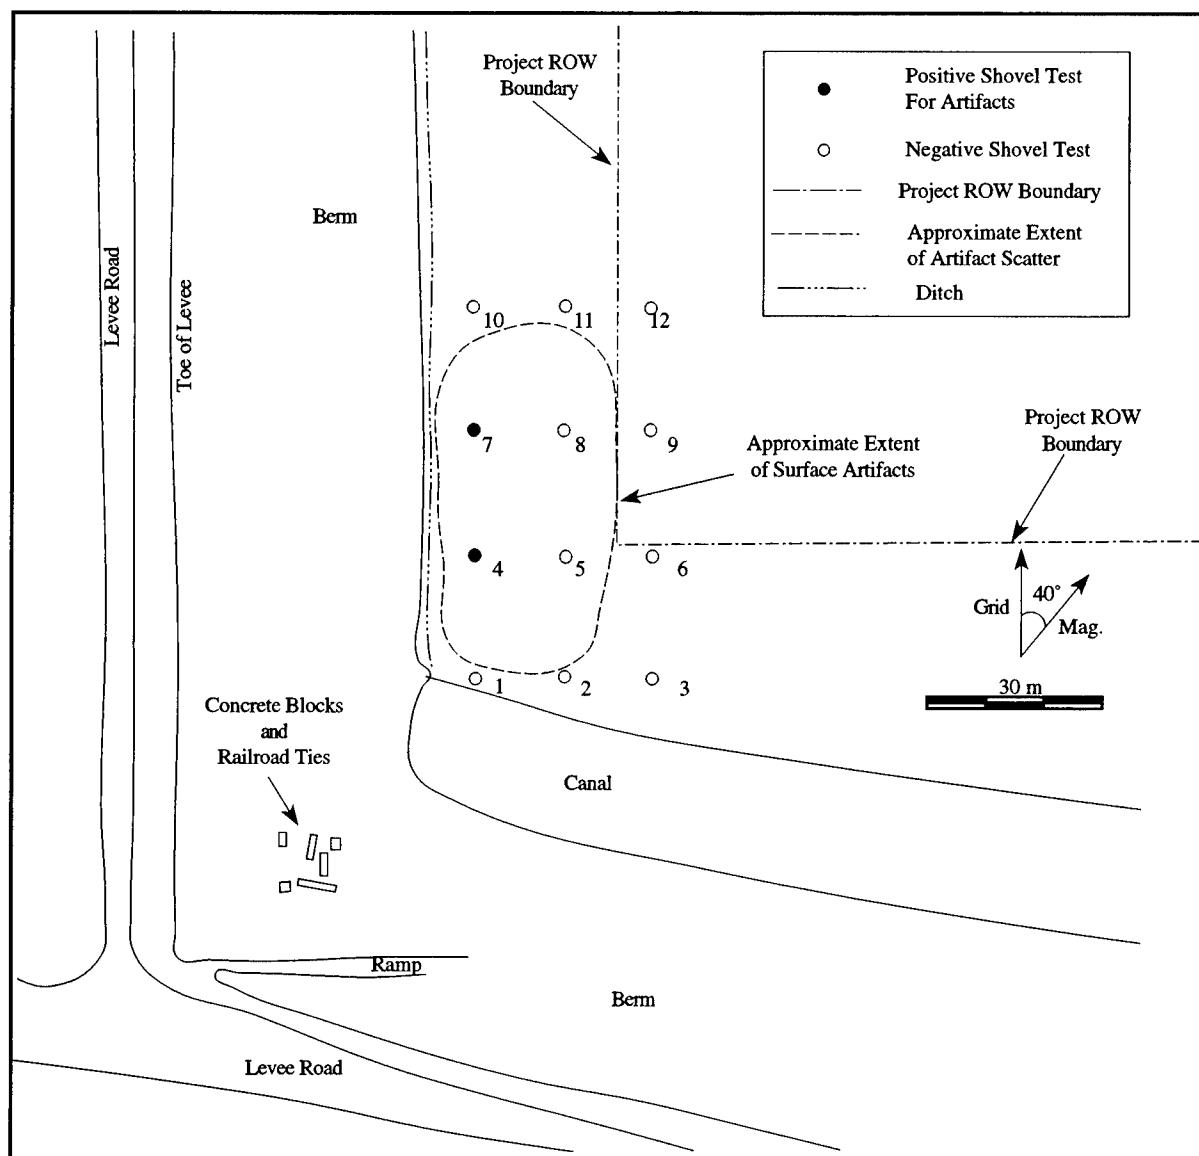 Project ROW
Boundary
Positive Shovel Test
For Artifacts
Negative Shovel Test
Project ROW Boundary
Approximate Extent
of Artifact Scatter
Ditch
Berm
Levee Road
Toe of Levee
10
11
12
7
8
9
Project ROW
Boundary
Approximate Extent
of Surface Artifacts
4
5
6
40°
Grid
Mag.
1
2
3
30 m
Concrete Blocks
and
Railroad Ties
Canal
Ramp
Berm
Levee Road